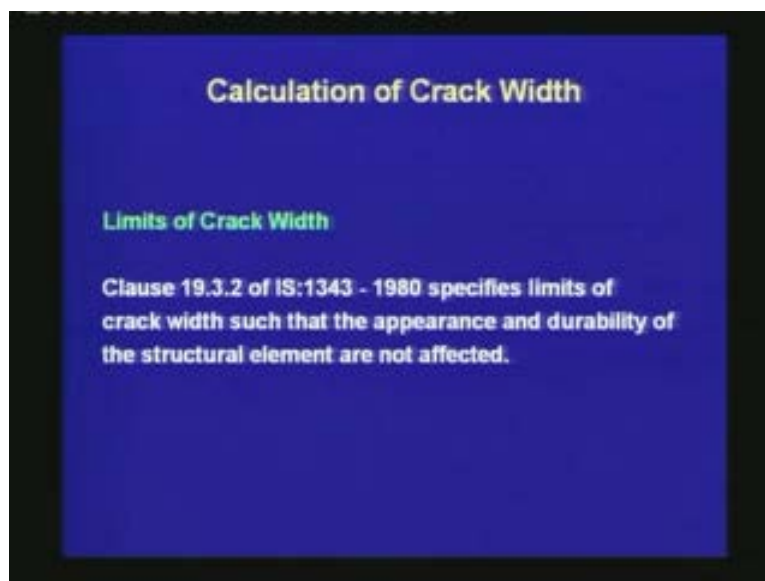 Calculation of Crack Width
Limits of Crack Width
Clause 19.3.2 of IS:1343 - 1980 specifies limits of
crack width such that the appearance and durability of
the structural element are not affected.